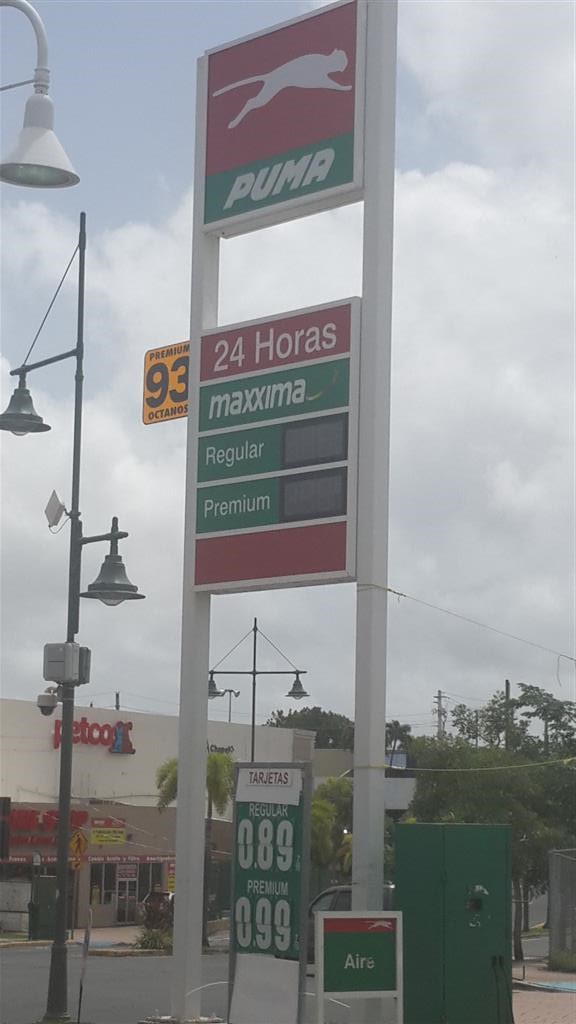 PUMA
24 Horas
PREMIUM
93
OCTANOS
maxxima
Regular
Premium
petco
TARJETAS
REGULAR
0.89
PREMIUM
0.99
Aire